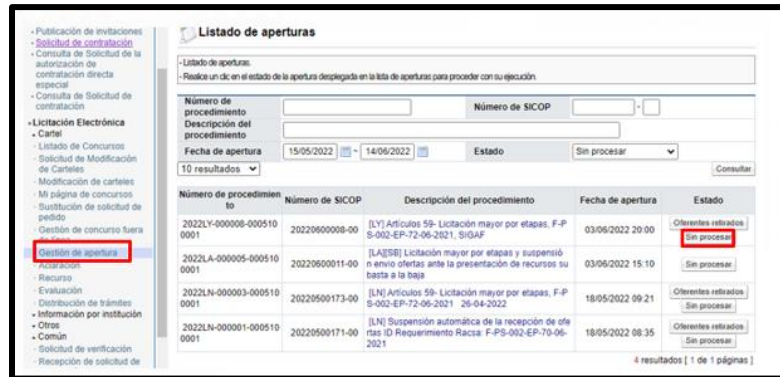 - Publicación de invitaciones
- Solicitud de contratación
- Consulta de Solicitud de la
autorización de
contratación directa
especial
- Consulta de Solicitud de
contratación
Licitación Electrónica
Cartel
Listado de Concursos
Solicitud de Modificación
de Carteles
Modificación de carteles
Mi página de concursos
Sustitución de solicitud de
pedido
Gestión de concurso fuera
de línea
Gestión de apertura
Aclaración
Recurso
Evaluación
Distribución de trámites
Información por institución
Otros
Común
Solicitud de verificación
Recepción de solicitud de
Listado de aperturas
- Listado de aperturas.
- Realice un clic en el estado de la apertura desplegada en la lista de aperturas para proceder con su ejecución.
Número de
procedimiento
Número de SICOP
-
Descripción del
procedimiento
Fecha de apertura 15/05/2022 ~ 14/06/2022 Estado Sin procesar
10 resultados Consultar
Número de procedimien
to
Número de SICOP Descripción del procedimiento Fecha de apertura Estado
2022LY-000008-000510
0001
20220600008-00
[LY] Artículos 59- Licitación mayor por etapas, F-P
S-002-EP-72-06-2021, SIGAF
03/06/2022 20:00
Oferentes retirados
Sin procesar
2022LA-000005-000510
0001
20220600011-00
[LA][SB] Licitación mayor por etapas y suspensió
n envio ofertas ante la presentación de recursos su
basta a la baja
03/06/2022 15:10
Sin procesar
2022LN-000003-000510
0001
20220500173-00
[LN] Artículos 59- Licitación mayor por etapas, F-P
S-002-EP-72-06-2021 26-04-2022
18/05/2022 09:21
Oferentes retirados
Sin procesar
2022LN-000001-000510
0001
20220500171-00
[LN] Suspensión automática de la recepción de ofe
rtas ID Requerimiento Racsa: F-PS-002-EP-70-06-
2021
18/05/2022 08:35
Oferentes retirados
Sin procesar
4 resultados [ 1 de 1 páginas ]